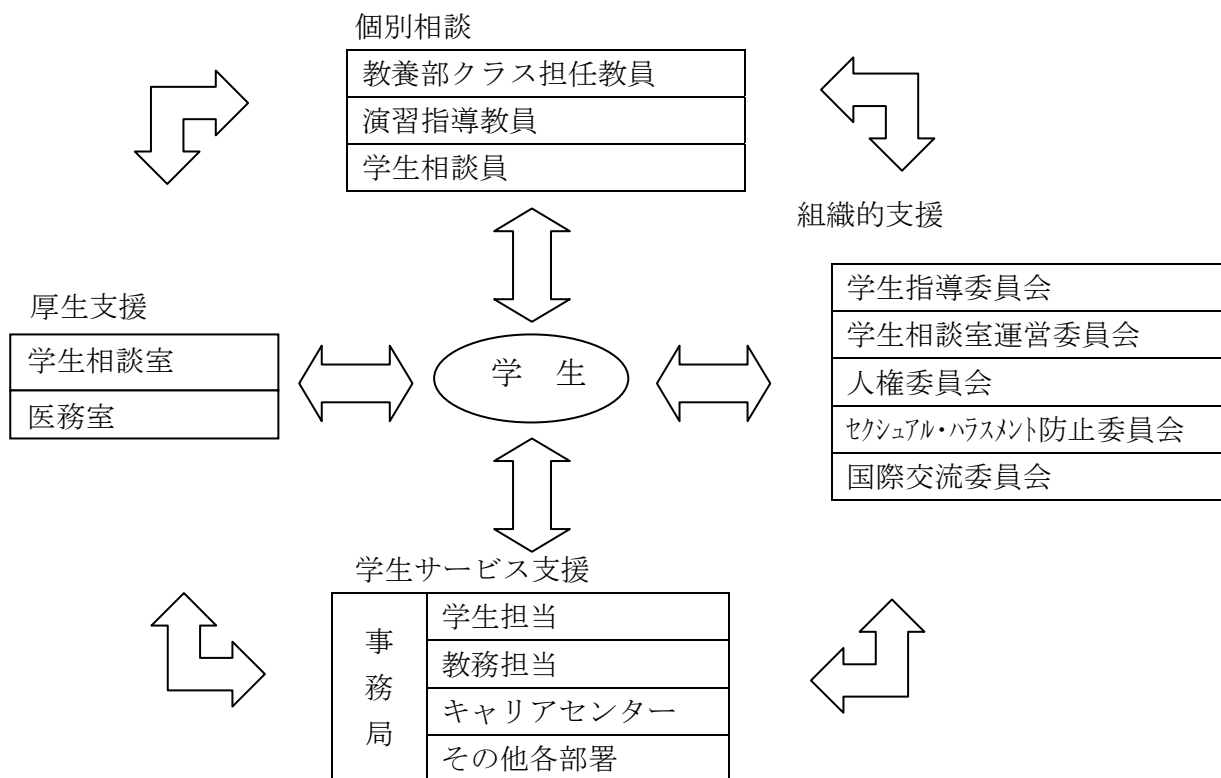 個別相談
教養部クラス担任教員
演習指導教員
学生相談員
組織的支援
学生指導委員会
学生相談室運営委員会
人権委員会
ｾｸｼｭｱﾙ・ﾊﾗｽﾒﾝﾄ防止委員会
国際交流委員会
厚生支援
学生相談室
医務室
学　生
学生サービス支援
事務局
学生担当
教務担当
キャリアセンター
その他各部署